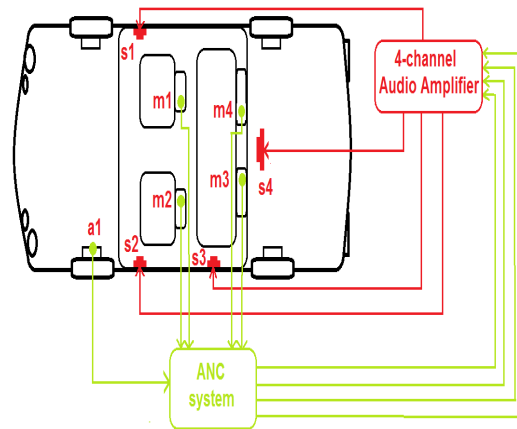 s1
4-channel
Audio Amplifier
m1
m4
m3
s4
m2
a1
s2
s3
ANC
system